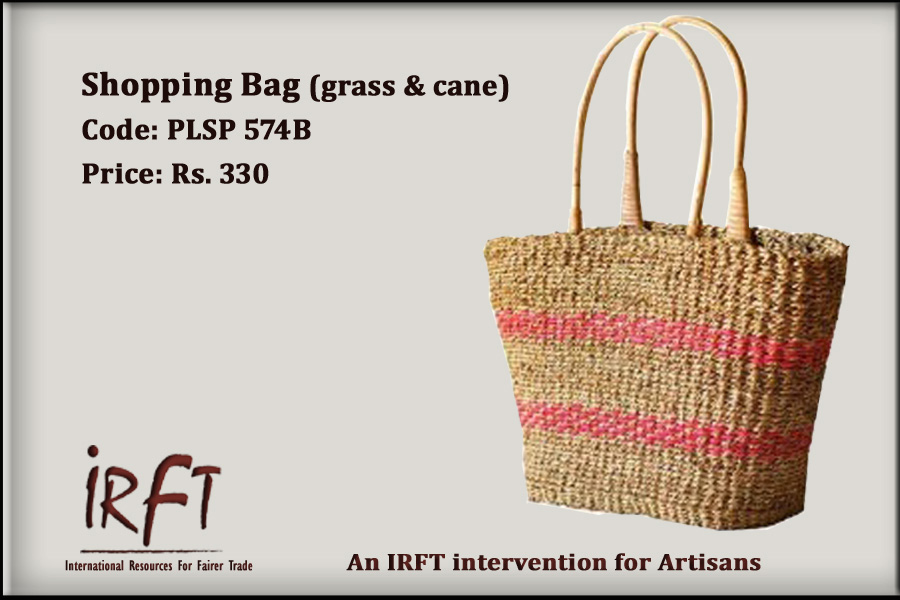 Shopping Bag (grass & cane)
Code: PLSP 574B
Price: Rs. 330
iRFT
International Resources For Fairer Trade
An IRFT intervention for Artisans